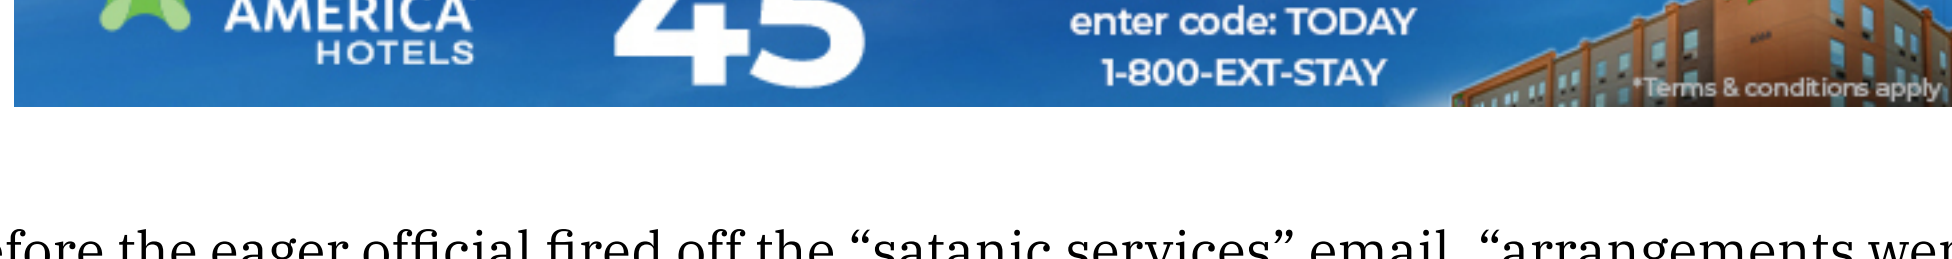 AMERICA
HOTELS
45
enter code: TODAY
1-800-EXT-STAY
*Terms & conditions apply
efore the eager official fired off the “satanic services” email, “arrangements wer